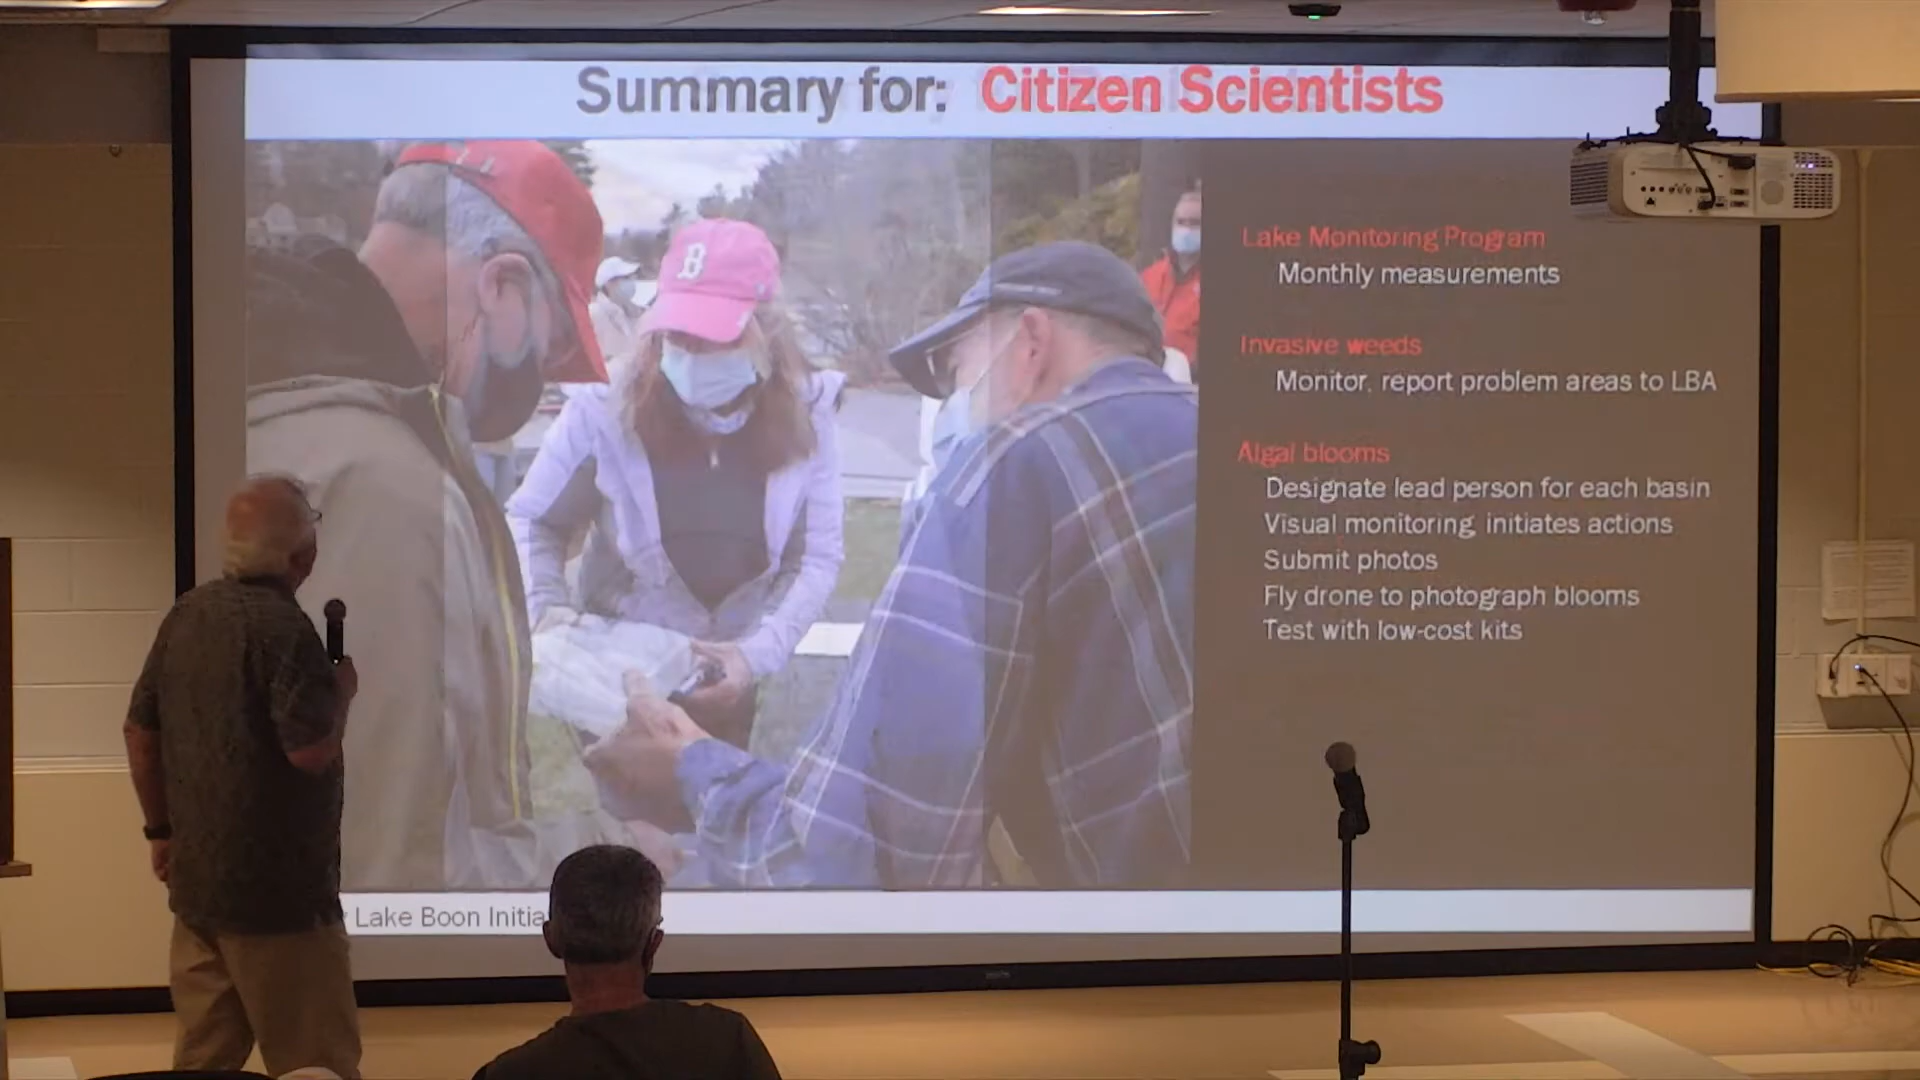 Summary for: Citizen Scientists
B
Lake Monitoring Program
Monthly measurements
Invasive weeds
Monitor, report problem areas to LBA
Algal blooms
Designate lead person for each basin
Visual monitoring, initiates actions
Submit photos
Fly drone to photograph blooms
Test with low-cost kits
Lake Boon Initia